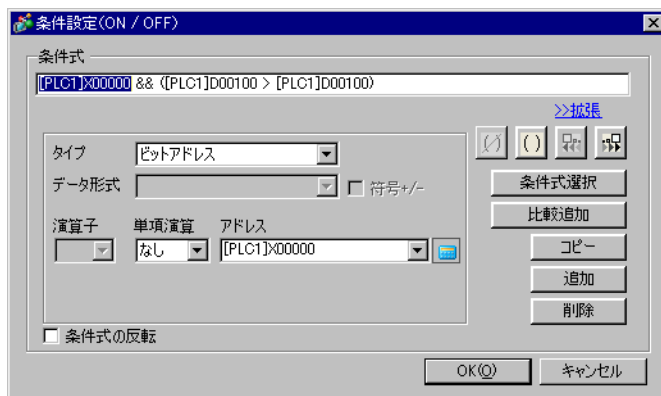 条件設定(ON / OFF)
条件式
[PLC1]X00000 && ([PLC1]D00100 > [PLC1]D00100)
>>拡張
タイプ ビットアドレス
( )
データ形式 符号+/-
条件式選択
演算子 単項演算 アドレス
比較追加
なし [PLC1]X00000
コピー
追加
削除
条件式の反転
OK(O) キャンセル